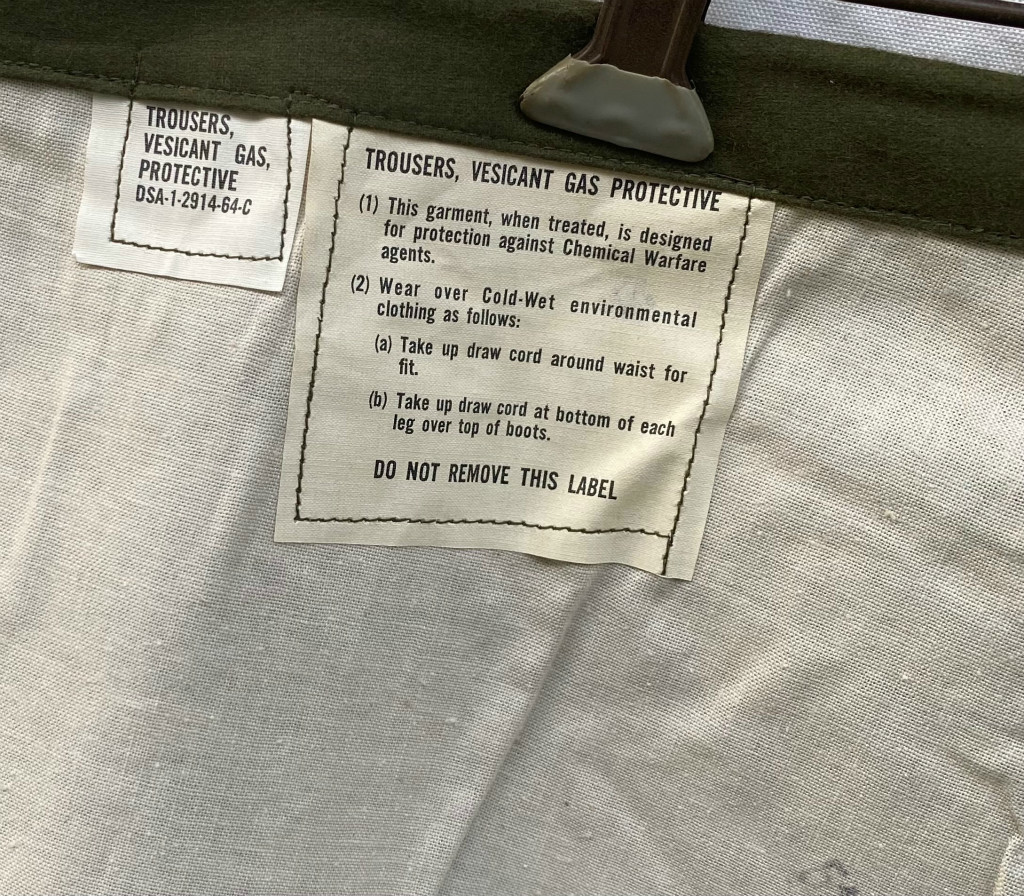 TROUSERS,
VESICANT GAS,
PROTECTIVE
DSA-1-2914-64-C
TROUSERS, VESICANT GAS PROTECTIVE
(1) This garment, when treated, is designed
for protection against Chemical Warfare
agents.
(2) Wear over Cold-Wet environmental
clothing as follows:
(a) Take up draw cord around waist for
fit.
(b) Take up draw cord at bottom of each
leg over top of boots.
DO NOT REMOVE THIS LABEL